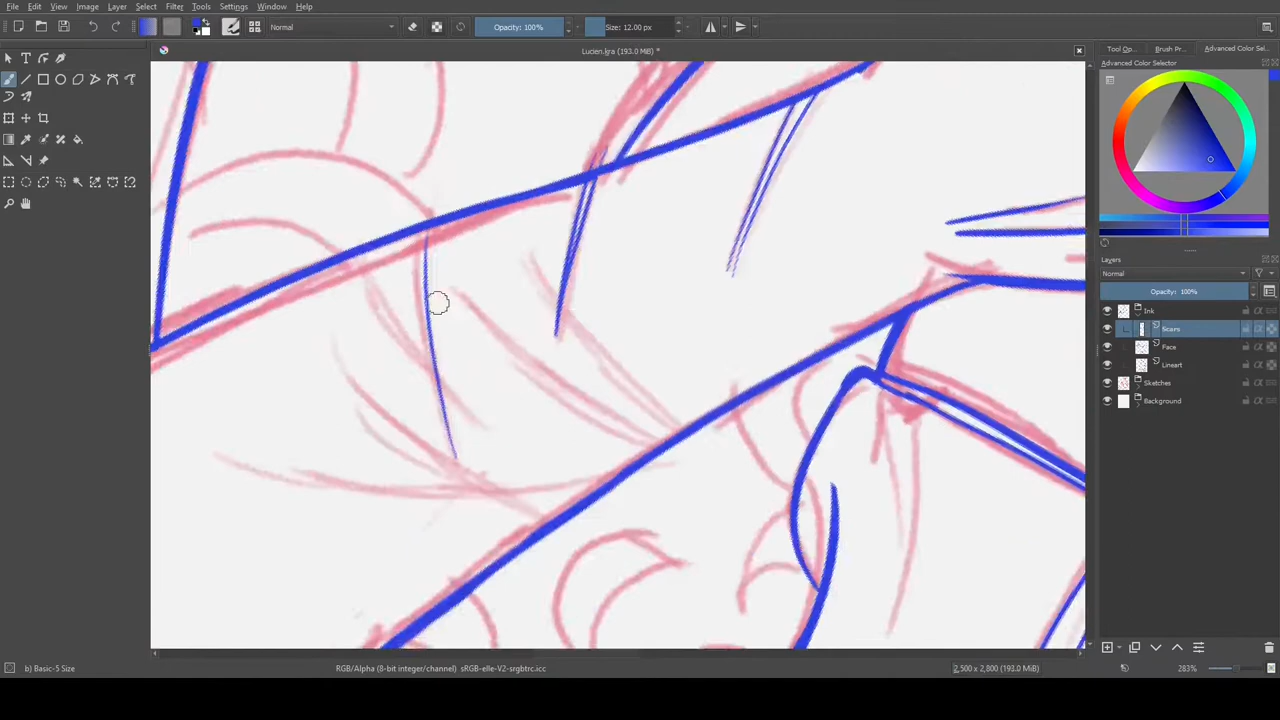 File Edit View Image Layer Select Filter Tools Settings Window Help
Normal Opacity: 100% Size: 12.00 px
Lucien.kra (193.0 MiB) *
Tool Op... Brush Pr... Advanced Color Sel...
Advanced Color Selector
Layers
Normal
Opacity: 100%
Ink
Scars
Face
Lineart
Sketches
Background
b) Basic-5 Size RGB/Alpha (8-bit integer/channel) sRGB-elle-V2-srgbtrc.icc 2,500 x 2,800 (193.0 MiB) 283%